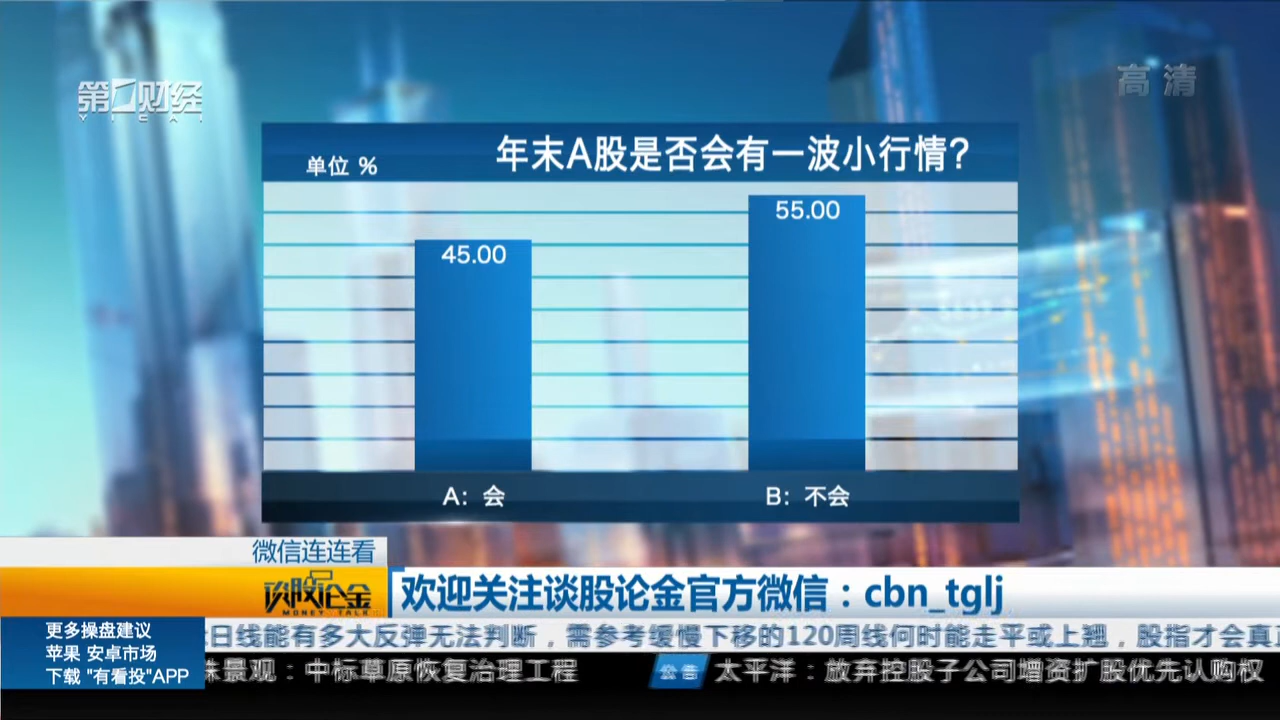 第一财经
YICAI
高清
年末A股是否会有一波小行情?
单位 %
45.00
55.00
A: 会
B: 不会
微信连连看
谈股论金
MONEY TALK
欢迎关注谈股论金官方微信：cbn_tglj
更多操盘建议
苹果 安卓市场
下载 "有看投"APP
日线能有多大反弹无法判断，需参考缓慢下移的120周线何时能走平或上翘，股指才会真
景观：中标草原恢复治理工程
公告 太平洋：放弃控股子公司增资扩股优先认购权